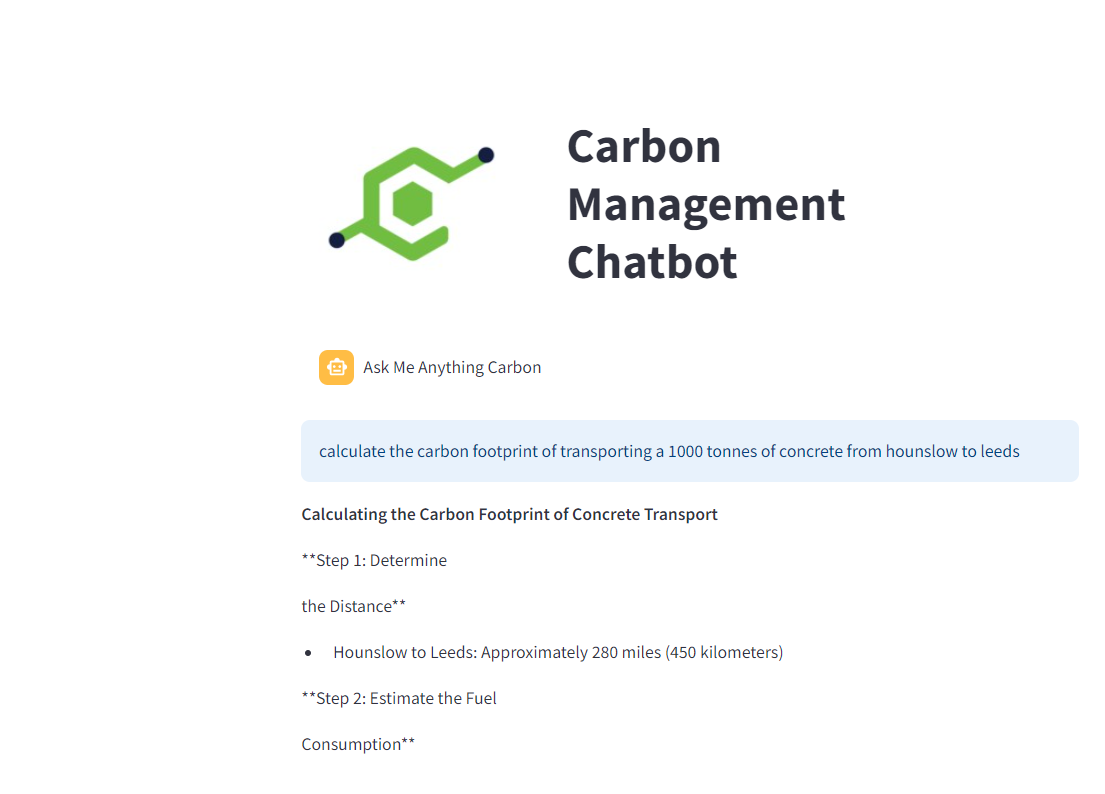 Carbon
Management
Chatbot
Ask Me Anything Carbon
calculate the carbon footprint of transporting a 1000 tonnes of concrete from hounslow to leeds
Calculating the Carbon Footprint of Concrete Transport
**Step 1: Determine
the Distance**
• Hounslow to Leeds: Approximately 280 miles (450 kilometers)
**Step 2: Estimate the Fuel
Consumption**